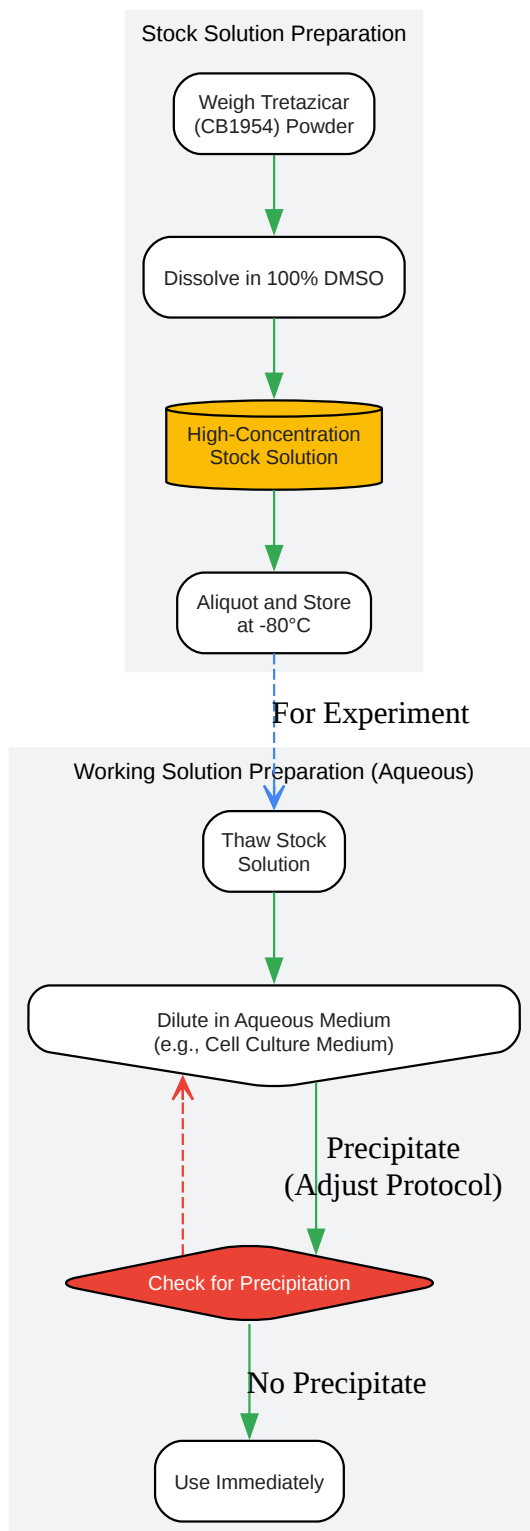 Stock Solution Preparation
Weigh Tretazicar
(CB1954) Powder
Dissolve in 100% DMSO
High-Concentration
Stock Solution
Aliquot and Store
at -80°C
For Experiment
Working Solution Preparation (Aqueous)
Thaw Stock
Solution
Dilute in Aqueous Medium
(e.g., Cell Culture Medium)
Precipitate
(Adjust Protocol)
Check for Precipitation
No Precipitate
Use Immediately